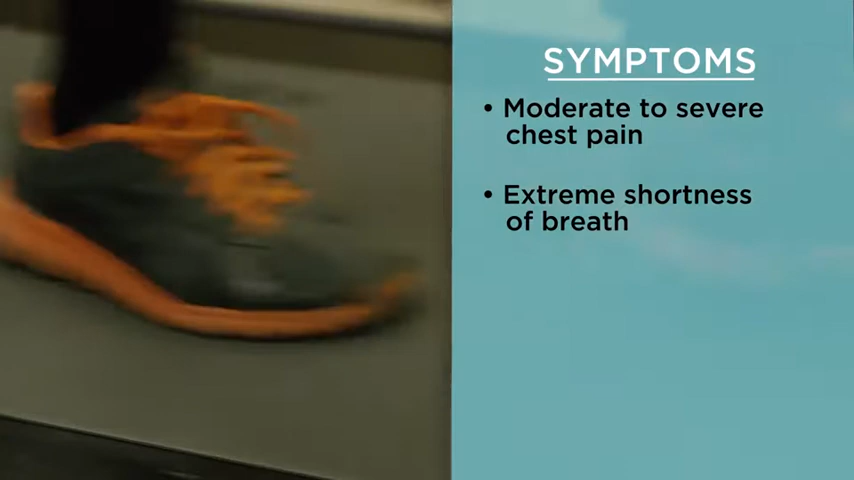 SYMPTOMS
• Moderate to severe
chest pain
• Extreme shortness
of breath